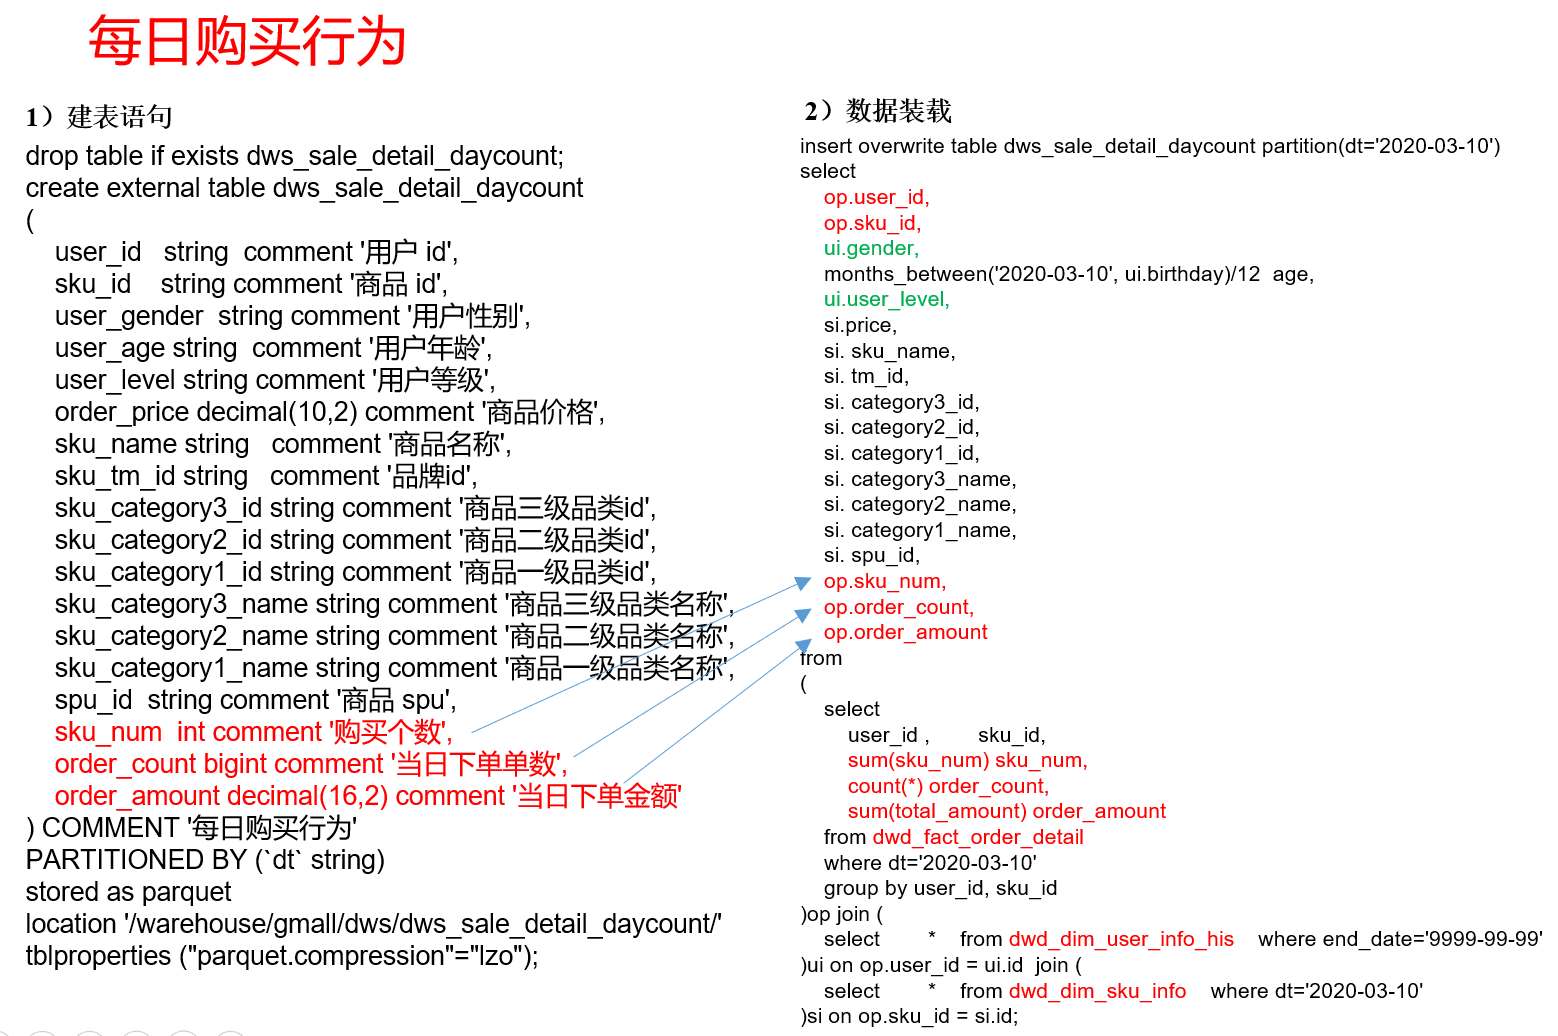 每日购买行为
1）建表语句
drop table if exists dws_sale_detail_daycount;
create external table dws_sale_detail_daycount
(
user_id string comment '用户 id',
sku_id string comment '商品 id',
user_gender string comment '用户性别',
user_age string comment '用户年龄',
user_level string comment '用户等级',
order_price decimal(10,2) comment '商品价格',
sku_name string comment '商品名称',
sku_tm_id string comment '品牌id',
sku_category3_id string comment '商品三级品类id',
sku_category2_id string comment '商品二级品类id',
sku_category1_id string comment '商品一级品类id',
sku_category3_name string comment '商品三级品类名称',
sku_category2_name string comment '商品二级品类名称',
sku_category1_name string comment '商品一级品类名称',
spu_id string comment '商品 spu',
sku_num int comment '购买个数',
order_count bigint comment '当日下单单数',
order_amount decimal(16,2) comment '当日下单金额'
) COMMENT '每日购买行为'
PARTITIONED BY (`dt` string)
stored as parquet
location '/warehouse/gmall/dws/dws_sale_detail_daycount/'
tblproperties ("parquet.compression"="lzo");
2）数据装载
insert overwrite table dws_sale_detail_daycount partition(dt='2020-03-10')
select
op.user_id,
op.sku_id,
ui.gender,
months_between('2020-03-10', ui.birthday)/12 age,
ui.user_level,
si.price,
si. sku_name,
si. tm_id,
si. category3_id,
si. category2_id,
si. category1_id,
si. category3_name,
si. category2_name,
si. category1_name,
si. spu_id,
op.sku_num,
op.order_count,
op.order_amount
from
(
select
user_id , sku_id,
sum(sku_num) sku_num,
count(*) order_count,
sum(total_amount) order_amount
from dwd_fact_order_detail
where dt='2020-03-10'
group by user_id, sku_id
)op join (
select * from dwd_dim_user_info_his where end_date='9999-99-99'
)ui on op.user_id = ui.id join (
select * from dwd_dim_sku_info where dt='2020-03-10'
)si on op.sku_id = si.id;